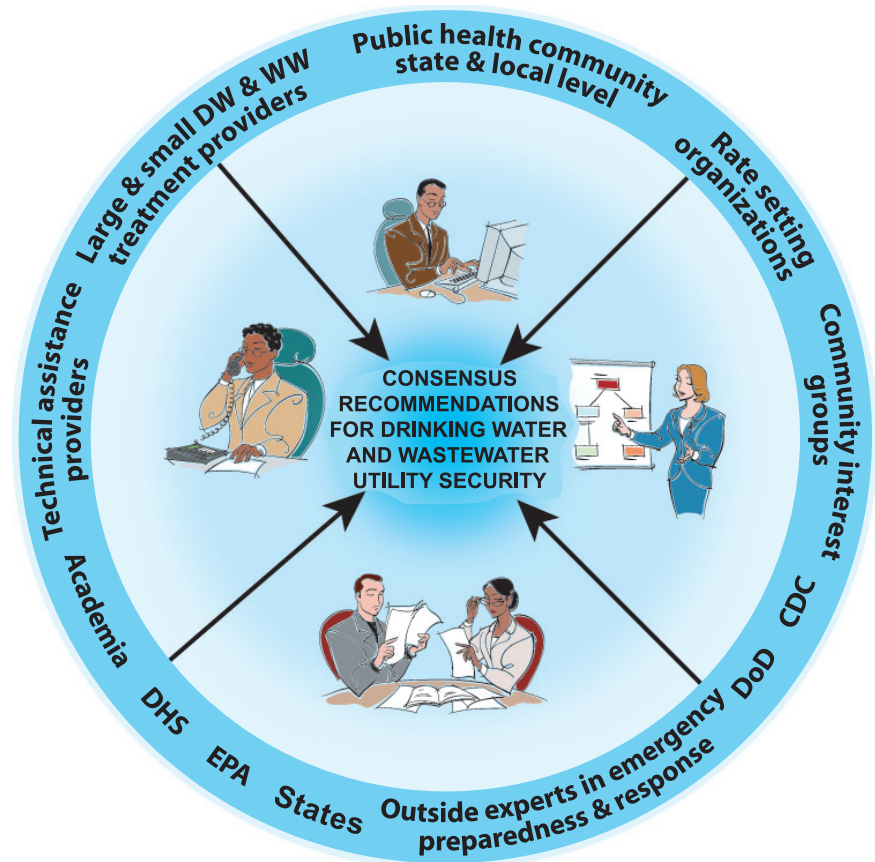 Public health community
state & local level
Rate setting
organizations
Community interest
groups
CDC
DoD
Outside experts in emergency
preparedness & response
States
EPA
DHS
Academia
Technical assistance
providers
Large & small DW & WW
treatment providers
CONSENSUS
RECOMMENDATIONS
FOR DRINKING WATER
AND WASTEWATER
UTILITY SECURITY